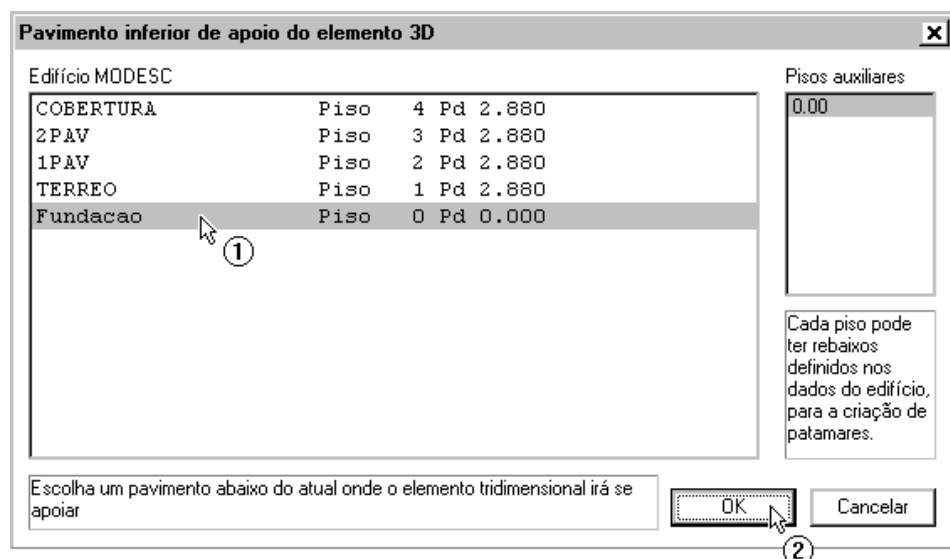 Pavimento inferior de apoio do elemento 3D
Edifício MODESC
COBERTURA Piso 4 Pd 2.880
2PAV Piso 3 Pd 2.880
1PAV Piso 2 Pd 2.880
TERREO Piso 1 Pd 2.880
Fundacao Piso 0 Pd 0.000
1
Pisos auxiliares
0.00
Cada piso pode
ter rebaixos
definidos nos
dados do edifício,
para a criação de
patamares.
Escolha um pavimento abaixo do atual onde o elemento tridimensional irá se
apoiar
OK
Cancelar
2